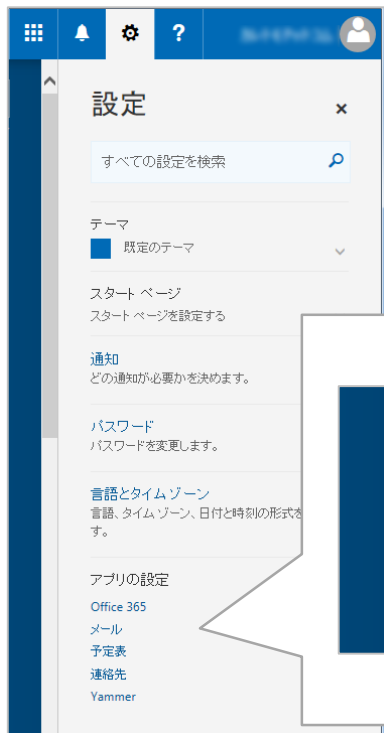 ?
設定
×
すべての設定を検索
テーマ
既定のテーマ
スタート ページ
スタート ページを設定する
通知
どの通知が必要かを決めます。
パスワード
パスワードを変更します。
言語とタイム ゾーン
言語、タイム ゾーン、日付と時刻の形式を
す。
アプリの設定
Office 365
メール
予定表
連絡先
Yammer